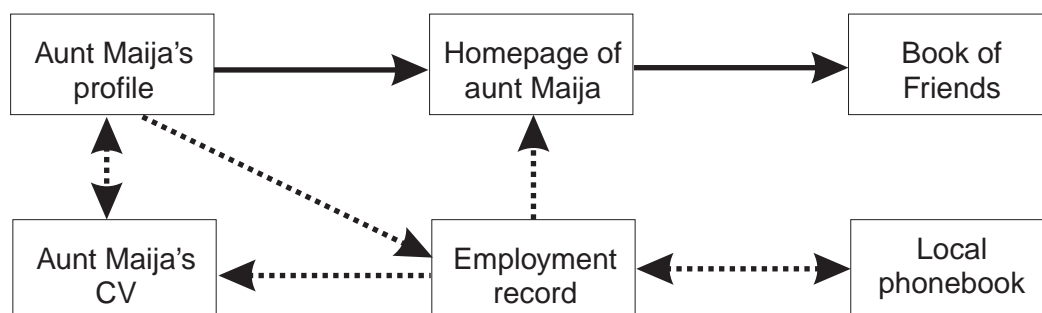 Aunt Maija's
profile
Homepage of
aunt Maija
Book of
Friends
Aunt Maija's
CV
Employment
record
Local
phonebook